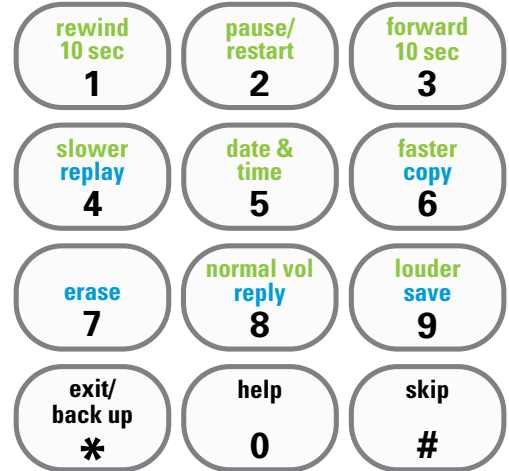 rewind
10 sec
1
pause/
restart
2
forward
10 sec
3
slower
replay
4
date &
time
5
faster
copy
6
erase
7
normal vol
reply
8
louder
save
9
exit/
back up
*
help
0
skip
#